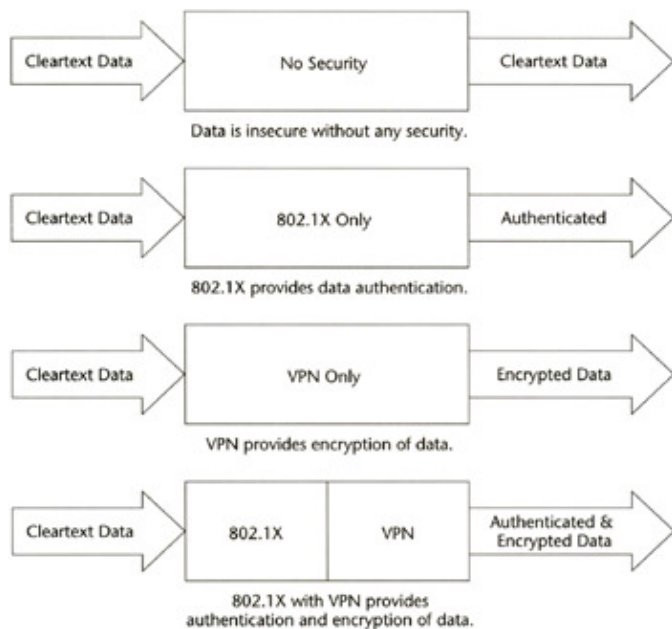 Cleartext Data
No Security
Cleartext Data
Data is insecure without any security.
Cleartext Data
802.1X Only
Authenticated
802.1X provides data authentication.
Cleartext Data
VPN Only
Encrypted Data
VPN provides encryption of data.
Cleartext Data
802.1X
VPN
Authenticated &
Encrypted Data
802.1X with VPN provides
authentication and encryption of data.